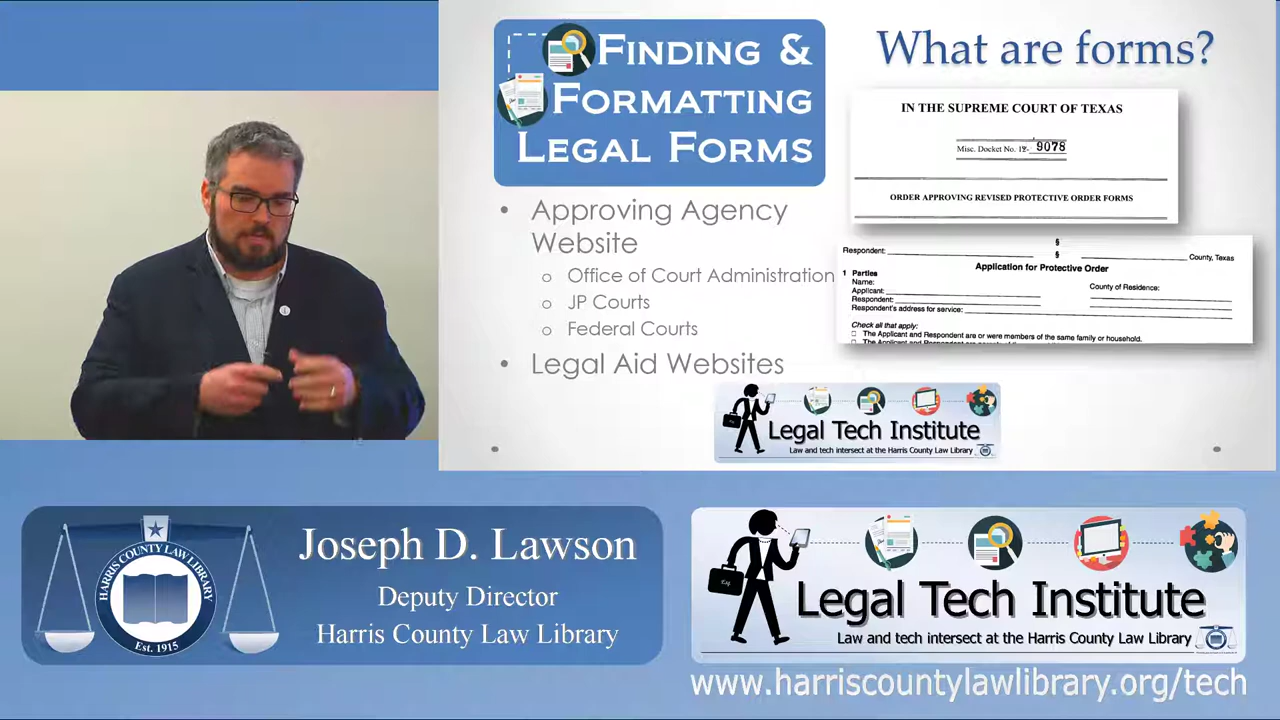 FINDING &
FORMATTING
LEGAL FORMS
What are forms?
• Approving Agency
Website
o Office of Court Administration
o JP Courts
o Federal Courts
• Legal Aid Websites
IN THE SUPREME COURT OF TEXAS
Misc. Docket No. 12- 9078
ORDER APPROVING REVISED PROTECTIVE ORDER FORMS
§
Respondent: § County, Texas
Application for Protective Order
1 Parties
Name: County of Residence:
Applicant:
Respondent:
Respondent's address for service:
Check all that apply:
□ The Applicant and Respondent are or were members of the same family or household.
Legal Tech Institute
Law and tech intersect at the Harris County Law Library
HARRIS COUNTY LAW LIBRARY
Est. 1915
Joseph D. Lawson
Deputy Director
Harris County Law Library
Esq.
Legal Tech Institute
Law and tech intersect at the Harris County Law Library
www.harriscountylawlibrary.org/tech